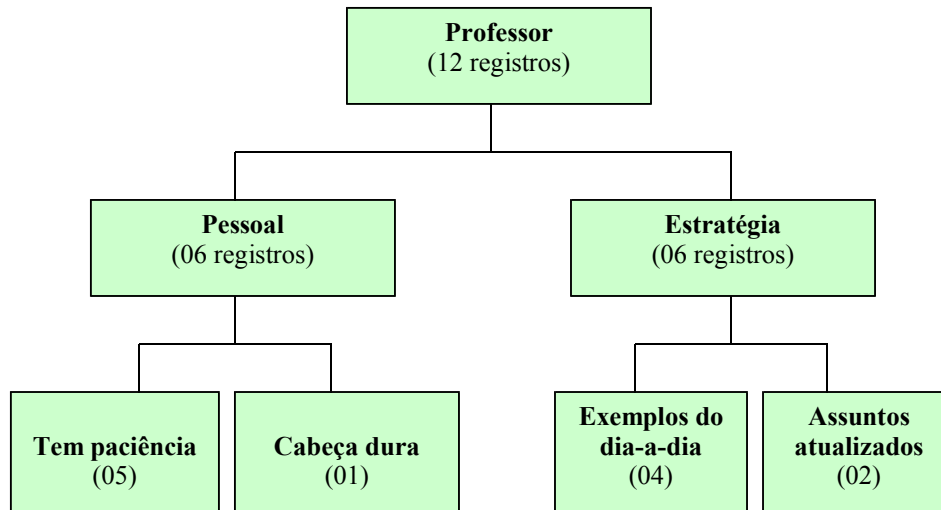 Professor
(12 registros)
Pessoal
(06 registros)
Estratégia
(06 registros)
Tem paciência
(05)
Cabeça dura
(01)
Exemplos do
dia-a-dia
(04)
Assuntos
atualizados
(02)